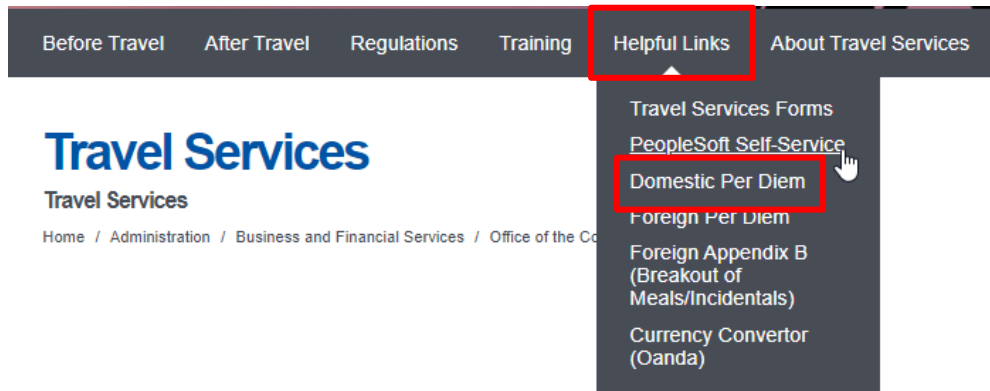 Before Travel After Travel Regulations Training Helpful Links About Travel Services
Travel Services
Travel Services
Home / Administration / Business and Financial Services / Office of the
Travel Services Forms
PeopleSoft Self-Service
Domestic Per Diem
Foreign Per Diem
Foreign Appendix B
(Breakout of
Meals/Incidentals)
Currency Convertor
(Oanda)